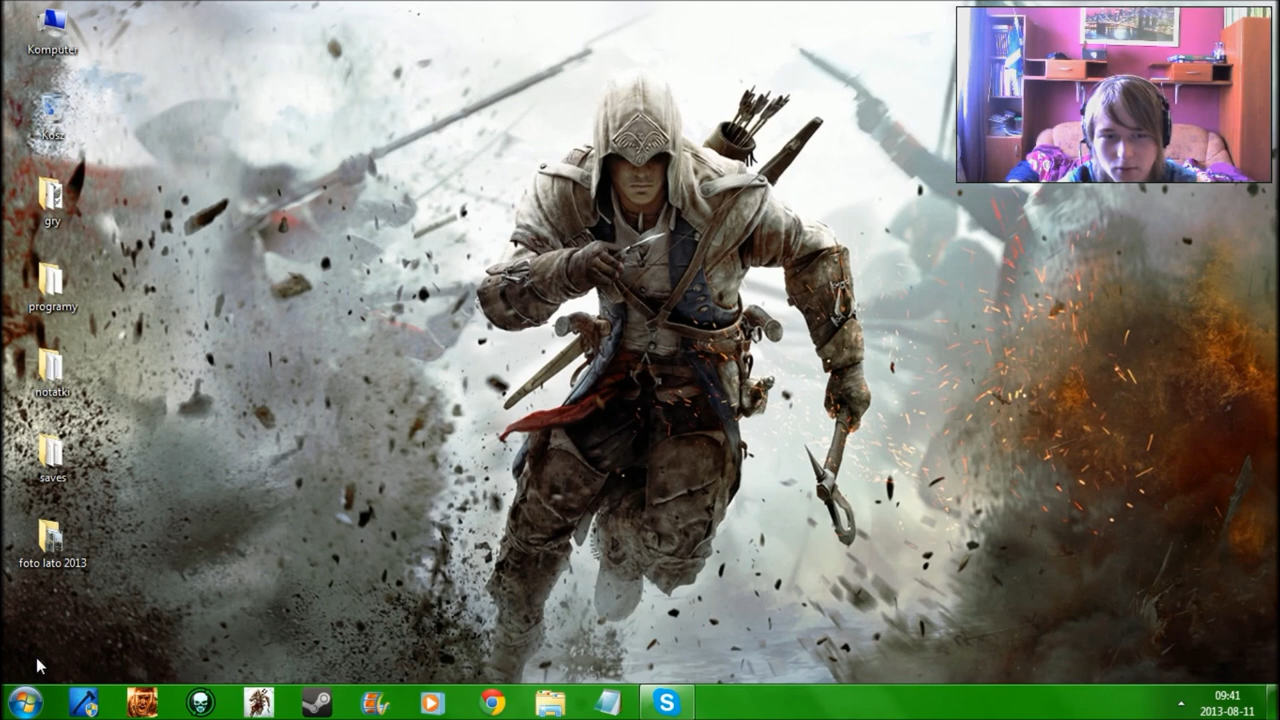 Komputer
Kosz
gry
programy
notatki
saves
foto lato 2013
09:41
2013-08-11